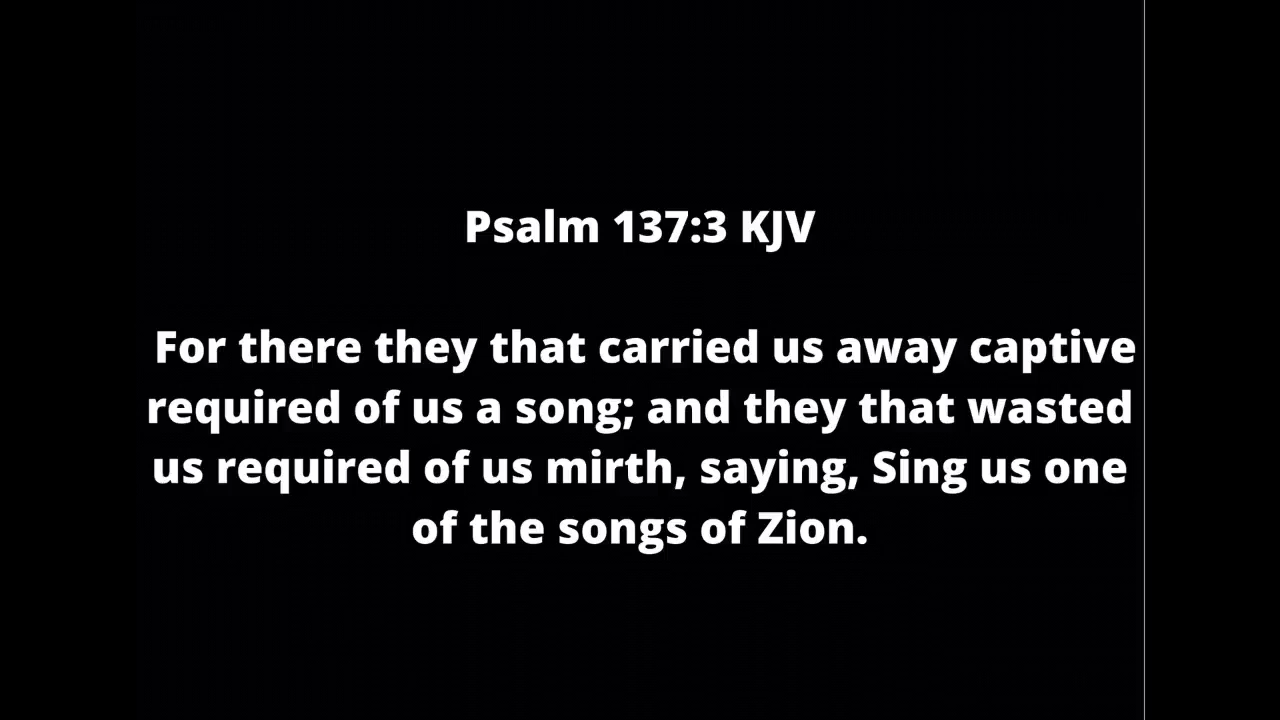 Psalm 137:3 KJV
For there they that carried us away captive
required of us a song; and they that wasted
us required of us mirth, saying, Sing us one
of the songs of Zion.